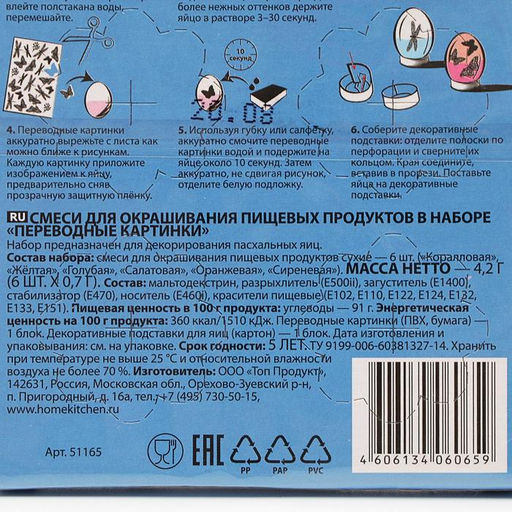 влейте полстакана воды,
перемешайте.
более нежных оттенков держите
яйцо в растворе 3–30 секунд.
10
секунд
20.08
4. Переводные картинки
аккуратно вырежьте с листа как
можно ближе к рисункам.
Каждую картинку приложите
изображением к яйцу,
предварительно сняв
прозрачную защитную плёнку.
5. Используя губку или салфетку,
аккуратно смочите переводные
картинки водой и подержите на
яйце около 10 секунд. Затем
аккуратно, не сдвигая рисунок,
отделите белую подложку.
6. Соберите декоративные
подставки: отделите полоски по
перфорации и сверните их
кольцом. Края соедините,
вставив в прорези. Поставьте
яйца на декоративные
подставки.
RU СМЕСИ ДЛЯ ОКРАШИВАНИЯ ПИЩЕВЫХ ПРОДУКТОВ В НАБОРЕ
«ПЕРЕВОДНЫЕ КАРТИНКИ»
Набор предназначен для декорирования пасхальных яиц.
Состав набора: смеси для окрашивания пищевых продуктов сухие — 6 шт. («Коралловая»,
«Жёлтая», «Голубая», «Салатовая», «Оранжевая», «Сиреневая»). МАССА НЕТТО — 4,2 Г
(6 ШТ. X 0,7 Г). Состав: мальтодекстрин, разрыхлитель (E500ii), загуститель (E1400),
стабилизатор (E470), носитель (E460i), красители пищевые (E102, E110, E122, E124, E132,
E133, E151). Пищевая ценность в 100 г продукта: углеводы — 91 г. Энергетическая
ценность на 100 г продукта: 360 ккал/1510 кДж. Переводные картинки (ПВХ, бумага) —
1 блок. Декоративные подставки для яиц (картон) — 1 блок. Дата изготовления и
упаковывания: см. на упаковке. Срок годности: 5 ЛЕТ. ТУ 9199-006-60381327-14. Хранить
при температуре не выше 25 °C и относительной влажности
воздуха не более 70 %. Изготовитель: ООО «Топ Продукт»,
142631, Россия, Московская обл., Орехово-Зуевский р-н,
п. Пригородный, д. 16а, тел.: +7 (495) 730-50-15,
www.homekitchen.ru
Арт. 51165
EAC
PP
PAP
PVC
4 606134 060659